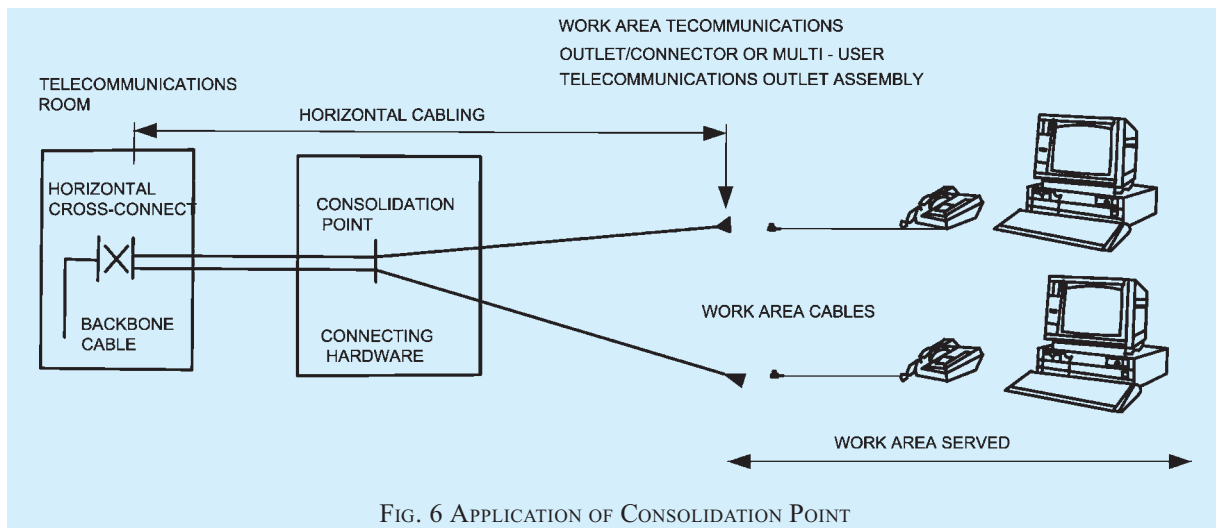 WORK AREA TECOMMUNICATIONS
OUTLET/CONNECTOR OR MULTI - USER
TELECOMMUNICATIONS OUTLET ASSEMBLY
TELECOMMUNICATIONS
ROOM
HORIZONTAL CABLING
HORIZONTAL
CROSS-CONNECT
CONSOLIDATION
POINT
BACKBONE
CABLE
CONNECTING
HARDWARE
WORK AREA CABLES
WORK AREA SERVED
FIG. 6 APPLICATION OF CONSOLIDATION POINT